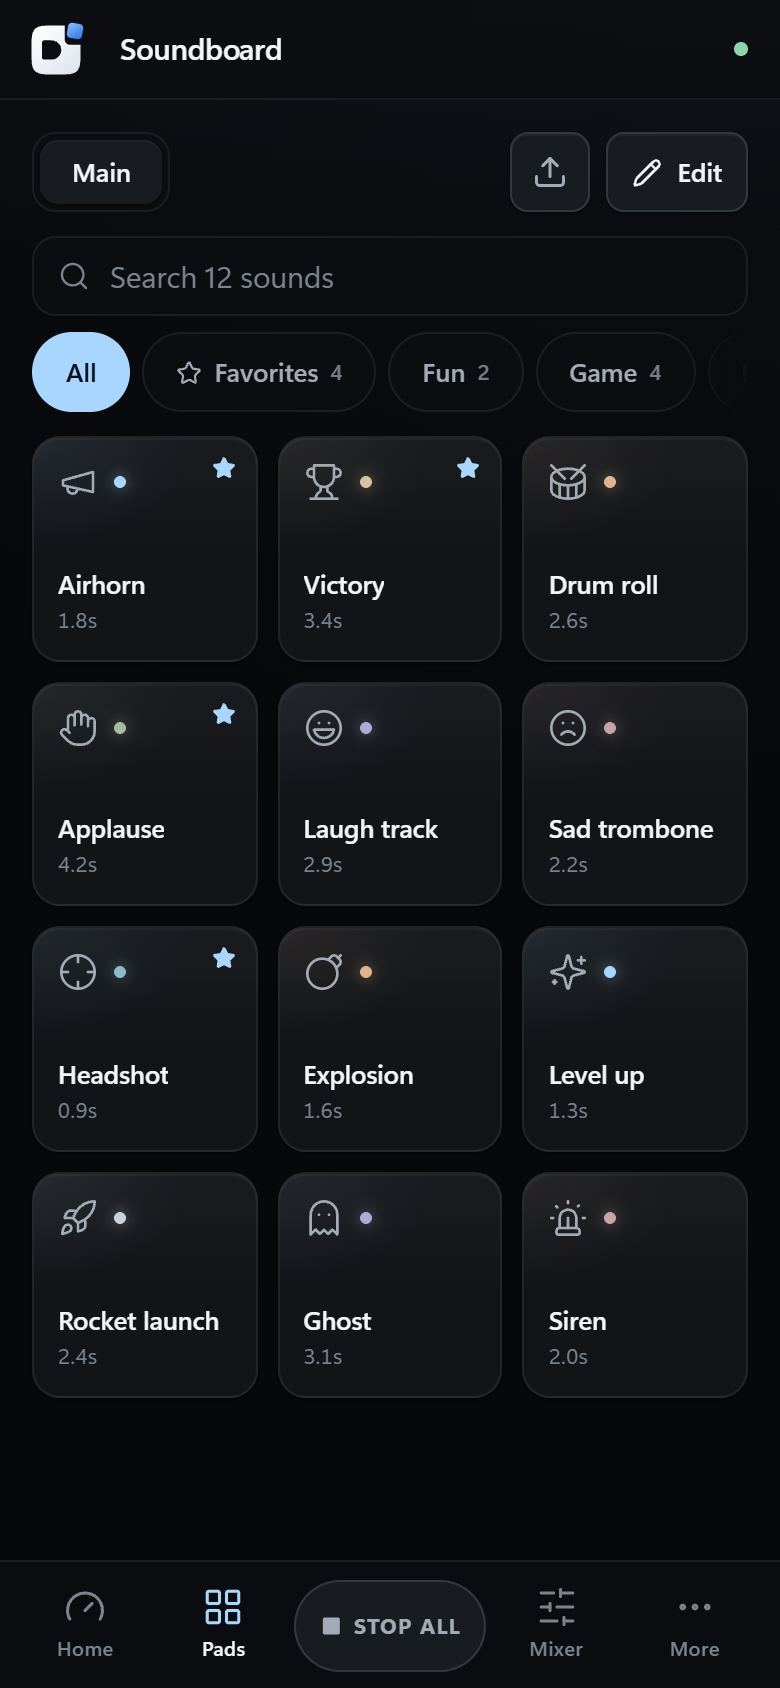 Soundboard
Main
Edit
Search 12 sounds
All
Favorites 4
Fun 2
Game 4
Airhorn
1.8s
Victory
3.4s
Drum roll
2.6s
Applause
4.2s
Laugh track
2.9s
Sad trombone
2.2s
Headshot
0.9s
Explosion
1.6s
Level up
1.3s
Rocket launch
2.4s
Ghost
3.1s
Siren
2.0s
Home
Pads
STOP ALL
Mixer
More